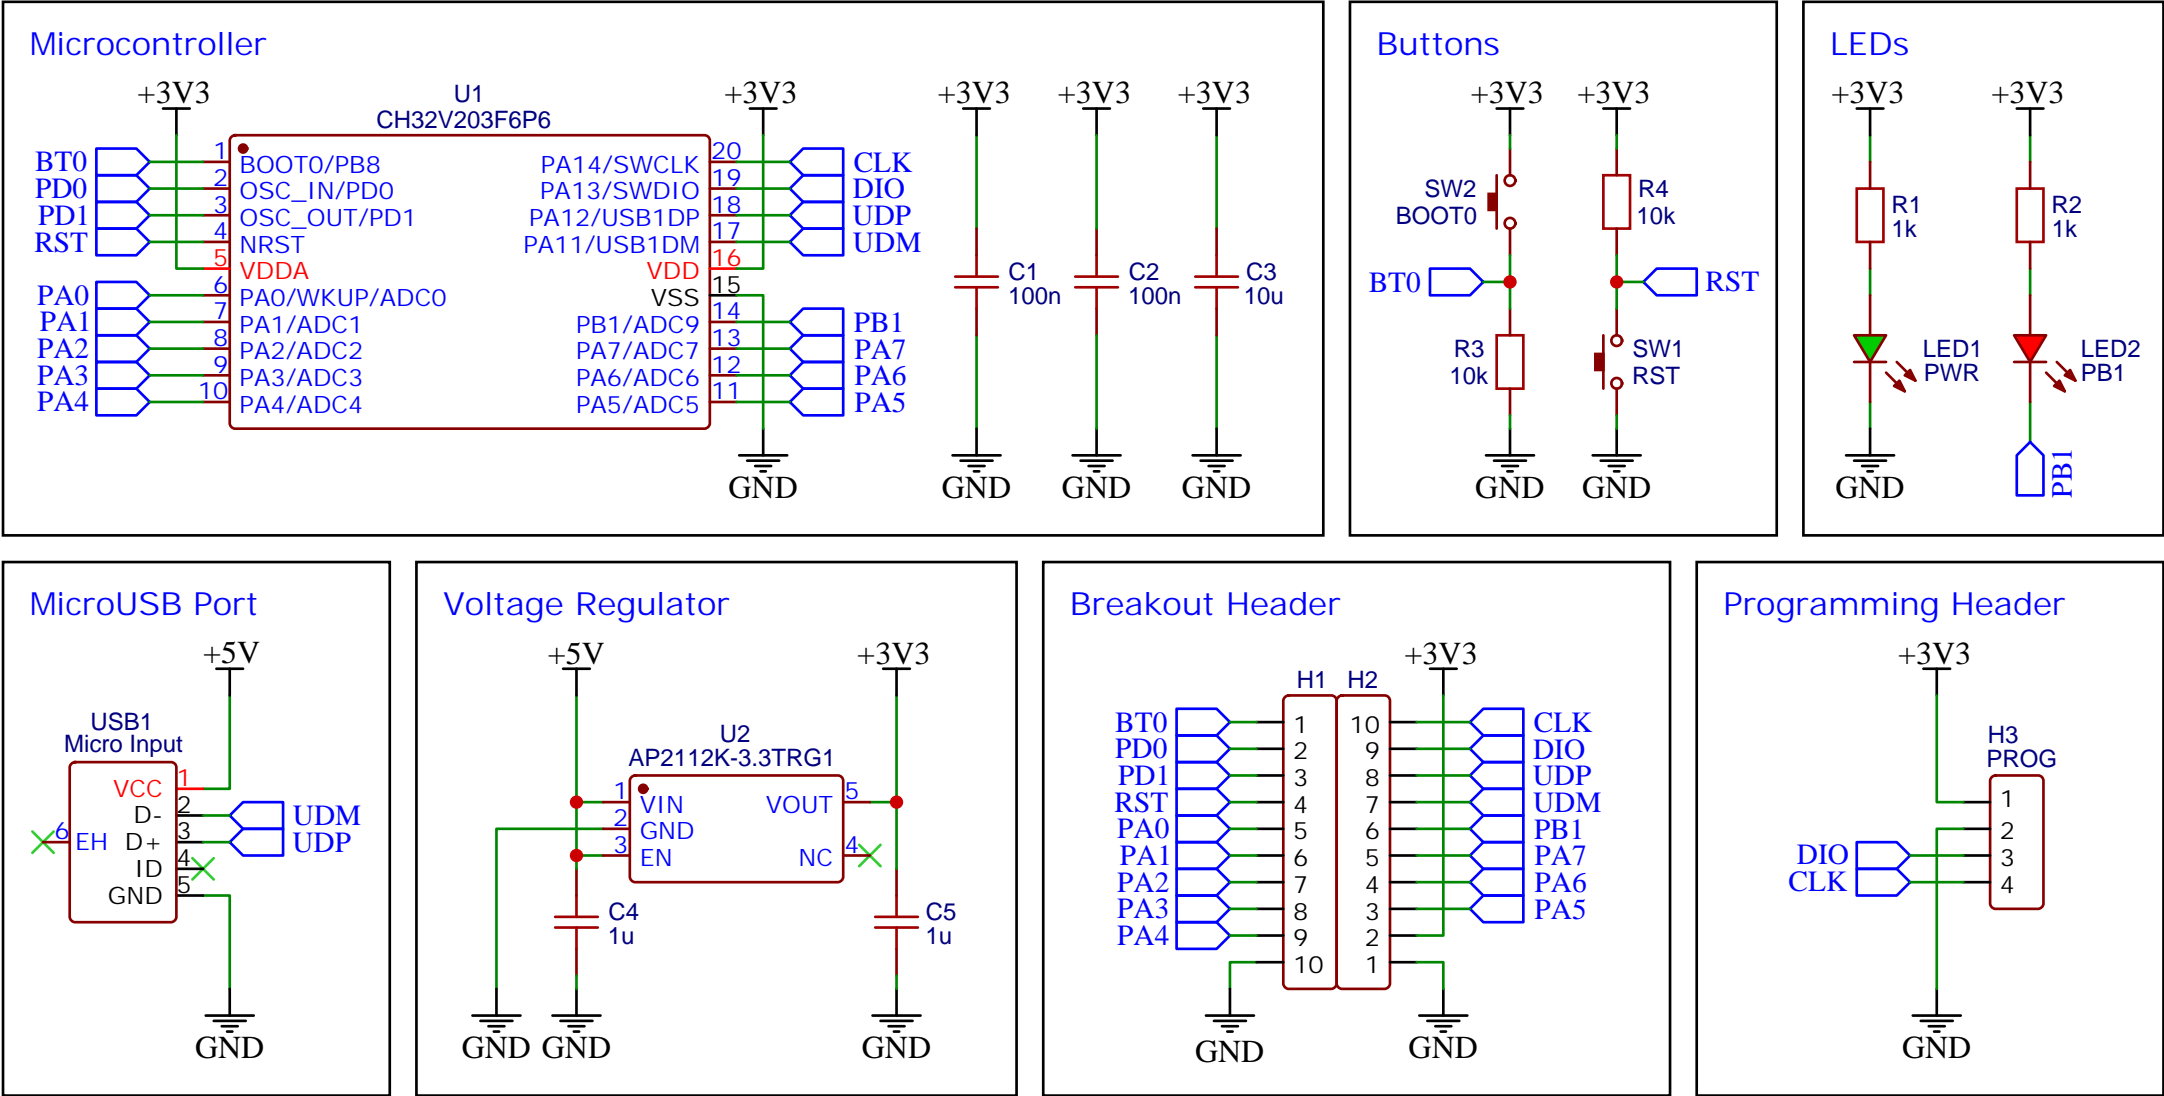 Microcontroller
+3V3
U1
CH32V203F6P6
+3V3
+3V3
+3V3
+3V3
BT0
1
BOOT0/PB8
PD0
2
OSC_IN/PD0
PD1
3
OSC_OUT/PD1
RST
4
NRST
5
VDDA
PA0
6
PA0/WKUP/ADC0
PA1
7
PA1/ADC1
PA2
8
PA2/ADC2
PA3
9
PA3/ADC3
PA4
10
PA4/ADC4
PA14/SWCLK
20
CLK
PA13/SWDIO
19
DIO
PA12/USB1DP
18
UDP
PA11/USB1DM
17
UDM
VDD
16
VSS
15
PB1/ADC9
14
PB1
PA7/ADC7
13
PA7
PA6/ADC6
12
PA6
PA5/ADC5
11
PA5
GND
C1
100n
GND
C2
100n
GND
C3
10u
GND
Buttons
+3V3
+3V3
SW2
BOOT0
R4
10k
BT0
RST
R3
10k
SW1
RST
GND
GND
LEDs
+3V3
+3V3
R1
1k
R2
1k
LED1
PWR
LED2
PB1
GND
PB1
MicroUSB Port
+5V
USB1
Micro Input
VCC
1
D-
2
UDM
6
EH
D+
3
UDP
ID
4
GND
5
GND
Voltage Regulator
+5V
+3V3
U2
AP2112K-3.3TRG1
1
VIN
VOUT
5
2
GND
3
EN
NC
4
C4
1u
C5
1u
GND
GND
GND
Breakout Header
+3V3
H1
H2
BT0
1
10
CLK
PD0
2
9
DIO
PD1
3
8
UDP
RST
4
7
UDM
PA0
5
6
PB1
PA1
6
5
PA7
PA2
7
4
PA6
PA3
8
3
PA5
PA4
9
2
10
1
GND
GND
Programming Header
+3V3
H3
PROG
1
2
DIO
3
CLK
4
GND